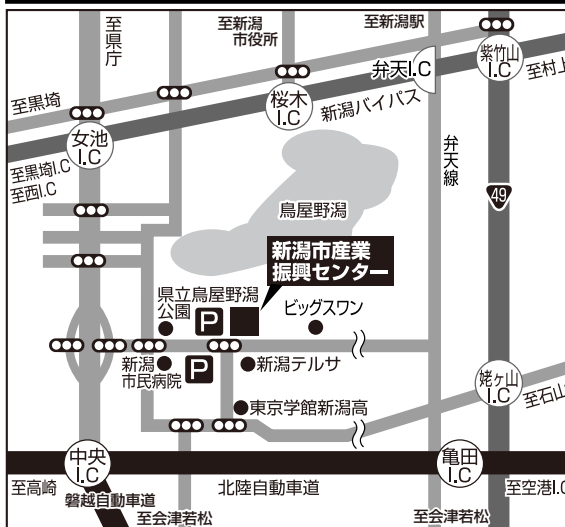 至県庁
至新潟
市役所
至新潟駅
紫竹山
I.C
弁天I.C
至村上
至黒埼
桜木
I.C
新潟バイパス
女池
I.C
至黒埼I.C
至西I.C
弁天線
49
鳥屋野潟
新潟市産業
振興センター
県立鳥屋野潟
公園
P
ビッグスワン
新潟
市民病院
P
新潟テルサ
姥ヶ山
I.C
至石山
東京学館新潟高
中央
I.C
亀田
I.C
至高崎
磐越自動車道
北陸自動車道
至空港I.C
至会津若松
至会津若松